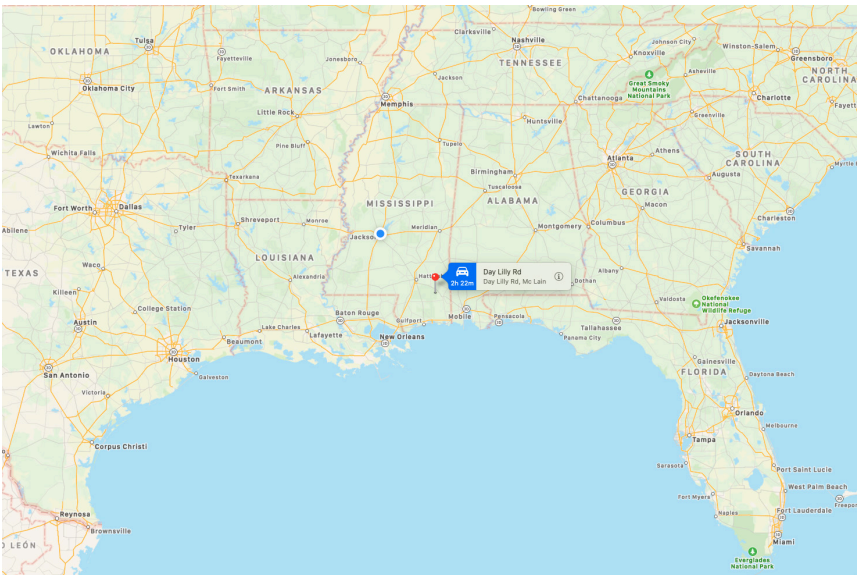 Bowling Green
Tulsa
Clarksville
Nashville
Johnson City
Winston-Salem
Greensboro
OKLAHOMA
Fayetteville
Jonesboro
Knoxville
TENNESSEE
NORTH
CAROLINA
Oklahoma City
Fort Smith
ARKANSAS
Jackson
Great Smoky
Mountains
National Park
Asheville
Memphis
Chattanooga
Charlotte
Little Rock
Huntsville
Greenville
Lawton
Pine Bluff
Tupelo
Wichita Falls
Atlanta
Athens
SOUTH
CAROLINA
Birmingham
Texarkana
Tuscaloosa
Augusta
GEORGIA
Fort Worth
Dallas
MISSISSIPPI
ALABAMA
Macon
Abilene
Tyler
Shreveport
Monroe
Jackson
Meridian
Montgomery
Columbus
Charleston
Savannah
LOUISIANA
TEXAS
Waco
Alexandria
Day Lilly Rd
Day Lilly Rd, Mc Lain
2h 22m
Dothan
Albany
Killeen
Valdosta
Okefenokee
National
Wildlife Refuge
College Station
Baton Rouge
Gulfport
Mobile
Pensacola
Tallahassee
Jacksonville
Austin
Lake Charles
Lafayette
New Orleans
Panama City
Beaumont
Houston
Gainesville
FLORIDA
San Antonio
Galveston
Daytona Beach
Victoria
Orlando
Melbourne
Corpus Christi
Tampa
Sarasota
Port Saint Lucie
West Palm Beach
Fort Myers
Reynosa
Naples
Fort Lauderdale
Brownsville
Miami
Everglades
National Park